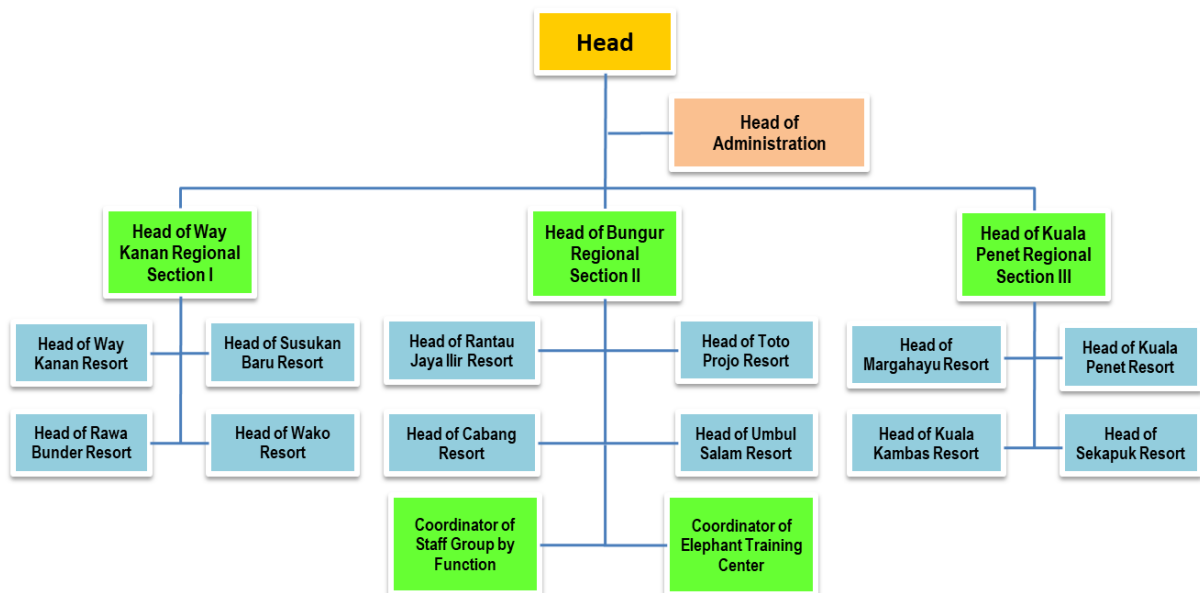 Head
Head of
Administration
Head of Way
Kanan Regional
Section I
Head of Bungur
Regional
Section II
Head of Kuala
Penet Regional
Section III
Head of Way
Kanan Resort
Head of Susukan
Baru Resort
Head of Rantau
Jaya Ilir Resort
Head of Toto
Projo Resort
Head of
Margahayu Resort
Head of Kuala
Penet Resort
Head of Rawa
Bunder Resort
Head of Wako
Resort
Head of Cabang
Resort
Head of Umbul
Salam Resort
Head of Kuala
Kambas Resort
Head of
Sekapuk Resort
Coordinator of
Staff Group by
Function
Coordinator of
Elephant Training
Center